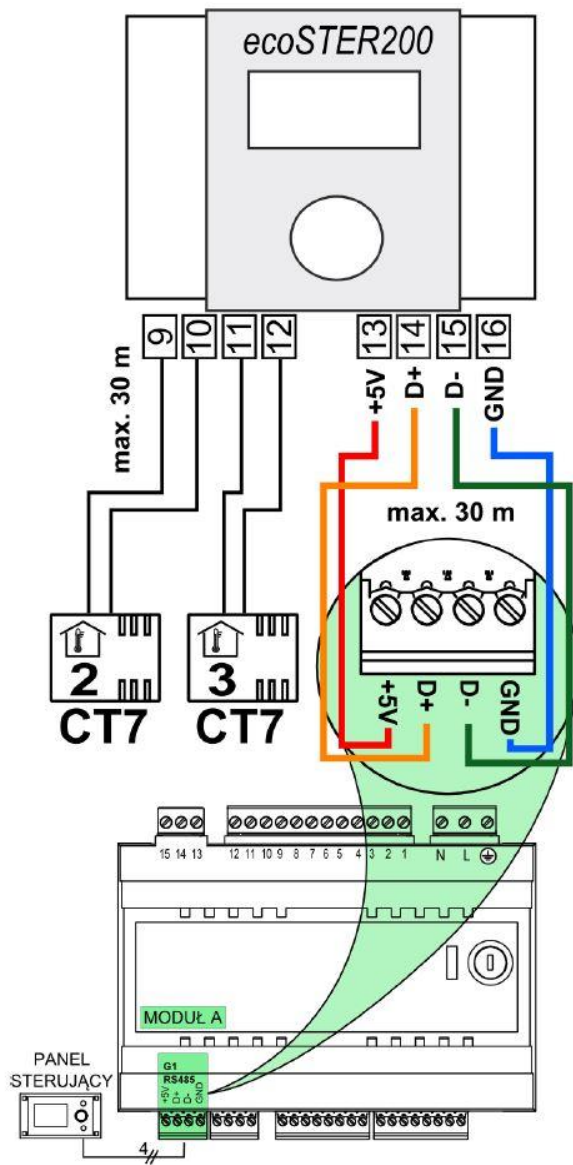 ecoSTER200
9 10 11 12 13 14 15 16
max. 30 m
+5V D+ D- GND
max. 30 m
2 3
CT7 CT7
+5V D+ D- GND
15 14 13 12 11 10 9 8 7 6 5 4 3 2 1 N L
MODUŁ A
PANEL
STERUJĄCY
G1
RS485
+5V D+ D- GND
4